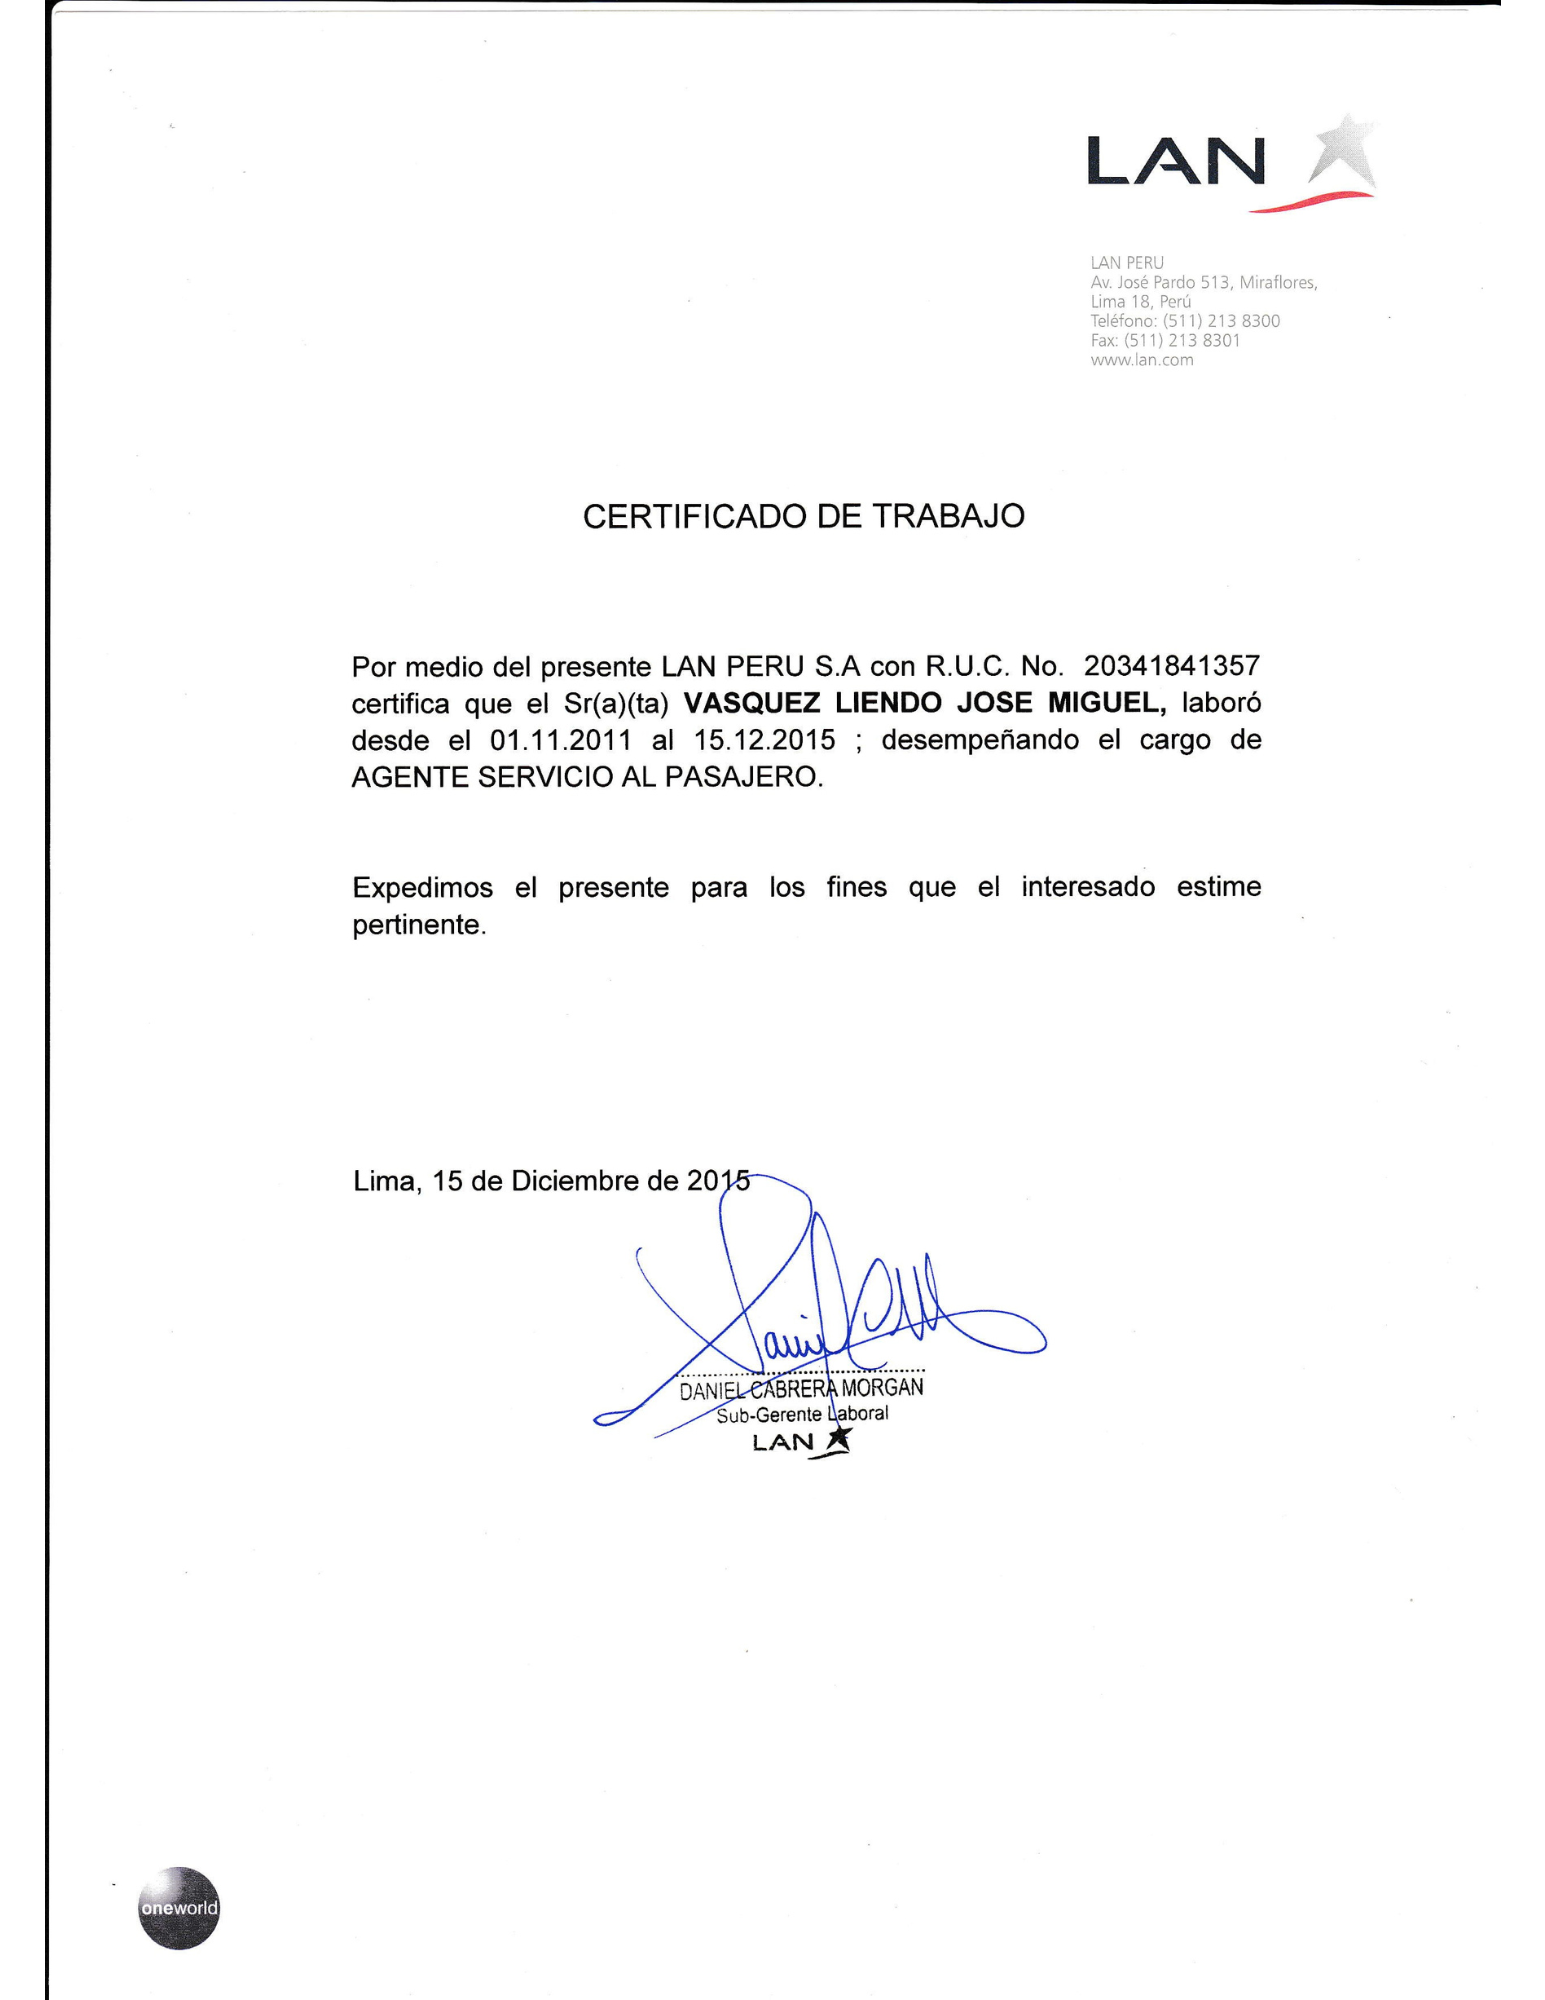 LAN
LAN PERU
Av. José Pardo 513, Miraflores,
Lima 18, Perú
Teléfono: (511) 213 8300
Fax: (511) 213 8301
www.lan.com
CERTIFICADO DE TRABAJO
Por medio del presente LAN PERU S.A con R.U.C. No. 20341841357
certifica que el Sr(a)(ta) VASQUEZ LIENDO JOSE MIGUEL, laboró
desde el 01.11.2011 al 15.12.2015 ; desempeñando el cargo de
AGENTE SERVICIO AL PASAJERO.
Expedimos el presente para los fines que el interesado estime
pertinente.
Lima, 15 de Diciembre de 2015
DANIEL CABRERA MORGAN
Sub-Gerente Laboral
LAN
oneworld